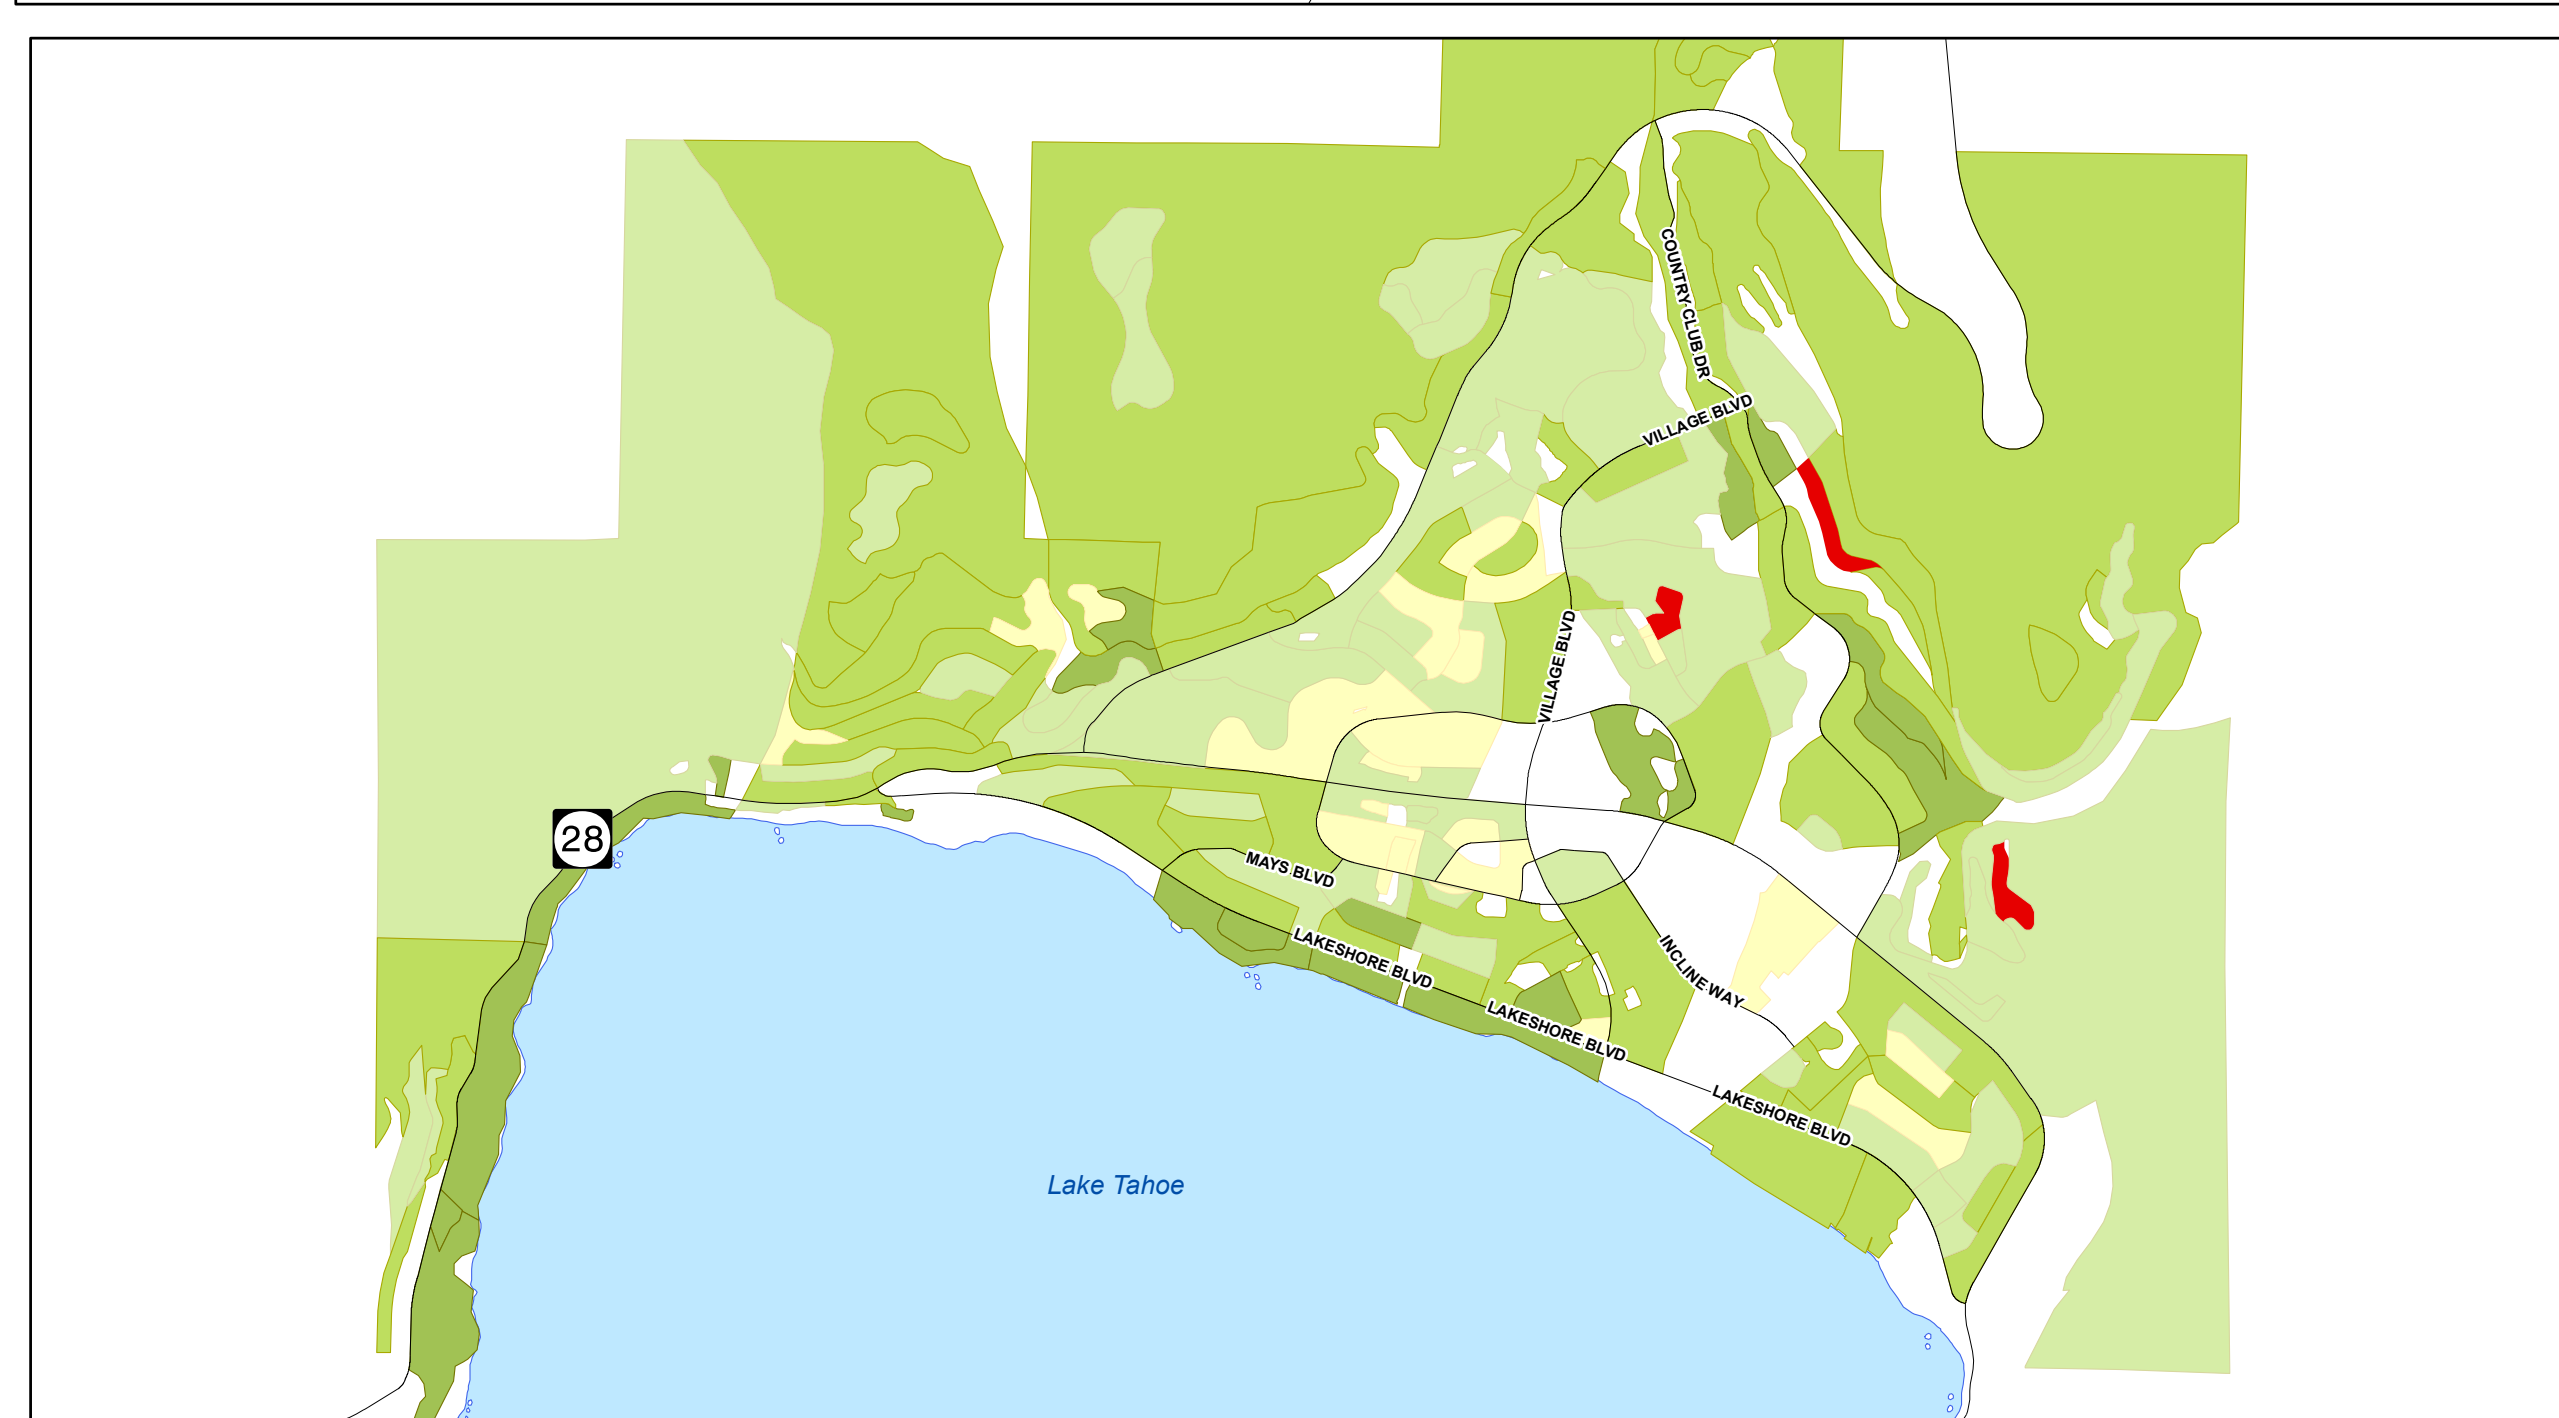 COUNTRY CLUB DR
VILLAGE BLVD
VILLAGE BLVD
28
MAYS BLVD
LAKESHORE BLVD
INCLINE WAY
LAKESHORE BLVD
LAKESHORE BLVD
Lake Tahoe